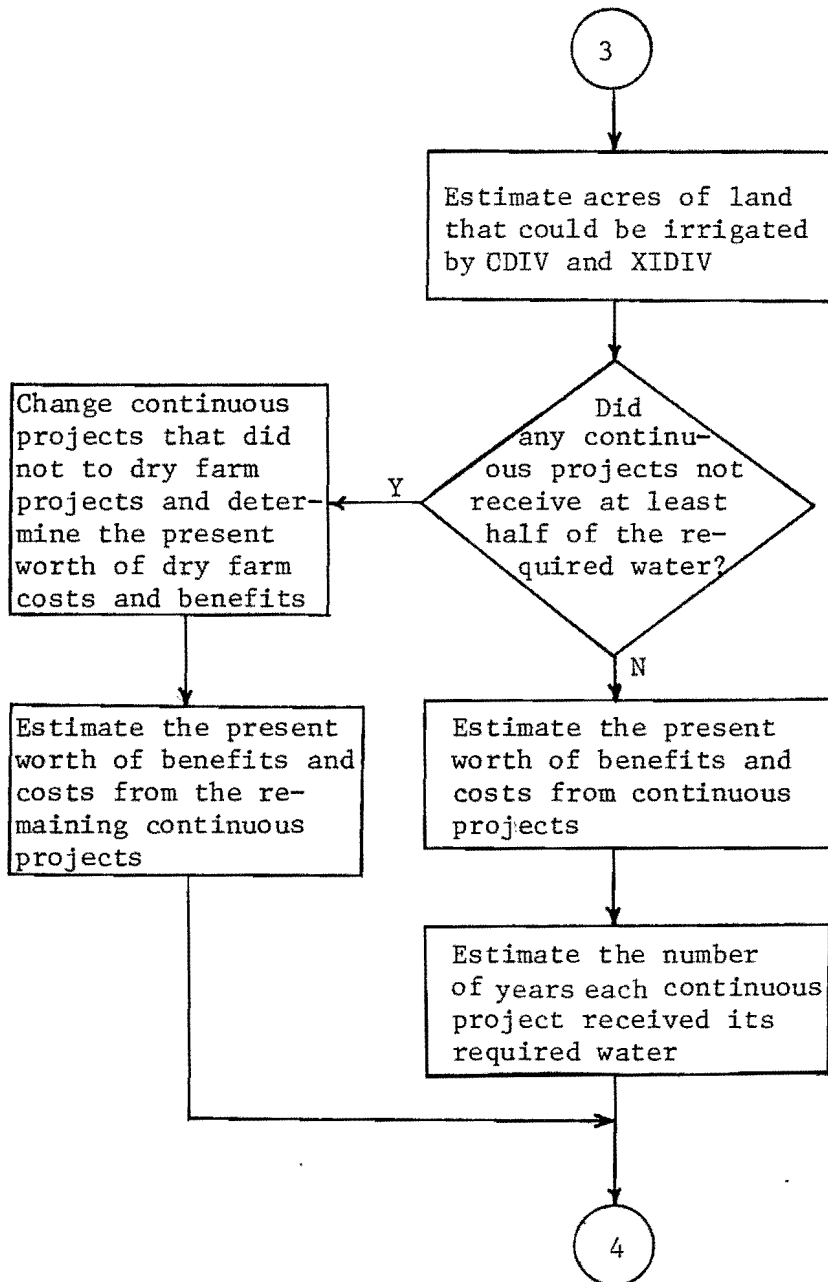 3
Estimate acres of land
that could be irrigated
by CDIV and XIDIV
Did
any continu-
ous projects not
receive at least
half of the re-
quired water?
Y
Change continuous
projects that did
not to dry farm
projects and deter-
mine the present
worth of dry farm
costs and benefits
Estimate the present
worth of benefits and
costs from the re-
maining continuous
projects
N
Estimate the present
worth of benefits and
costs from continuous
projects
Estimate the number
of years each continuous
project received its
required water
4